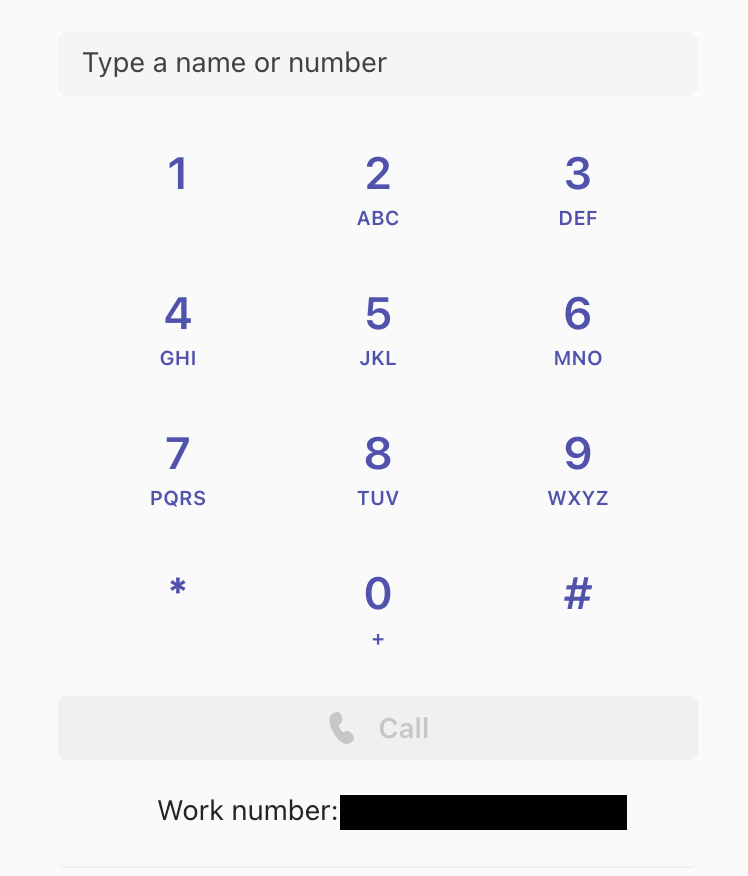 Type a name or number
1 2 3
ABC DEF
4 5 6
GHI JKL MNO
7 8 9
PQRS TUV WXYZ
* 0 #
+
Call
Work number: